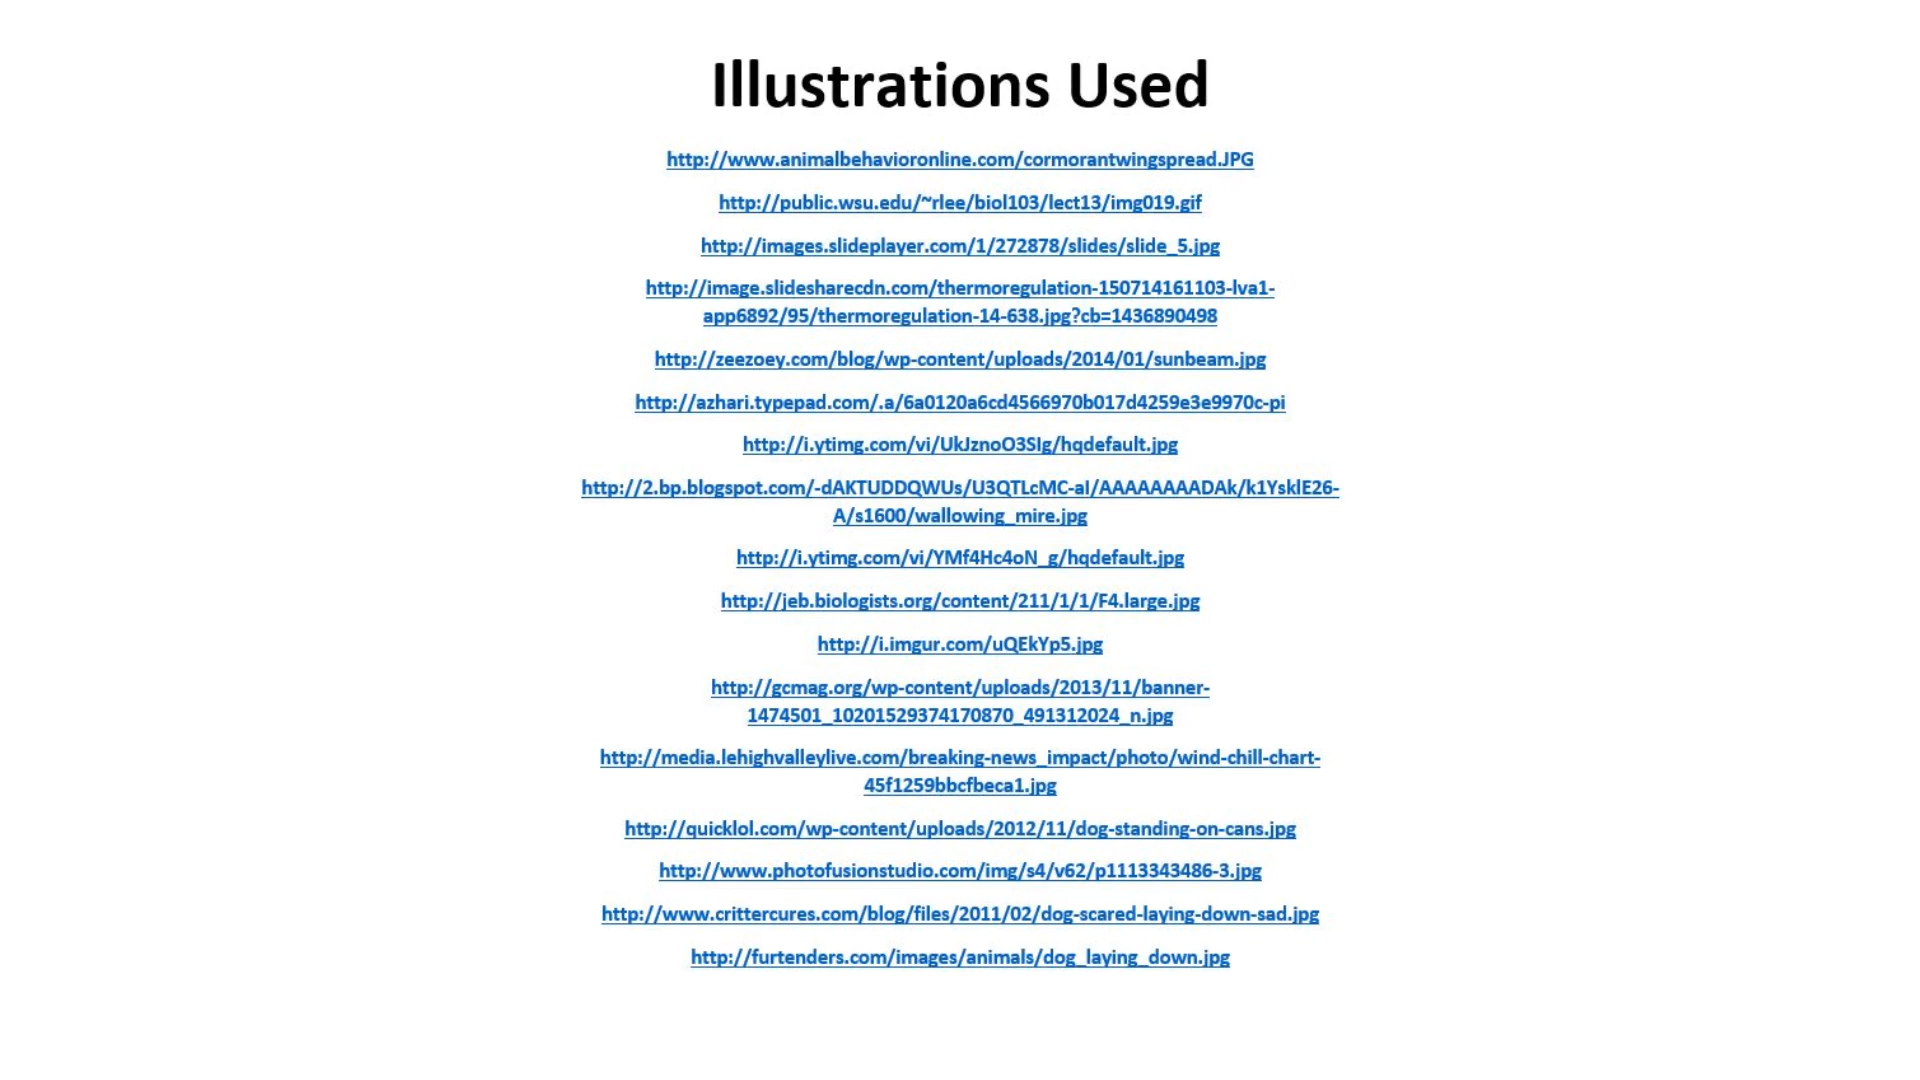 Illustrations Used
http://www.animalbehavioronline.com/cormorantwingspread.JPG
http://public.wsu.edu/~rlee/biol103/lect13/img019.gif
http://images.slideplayer.com/1/272878/slides/slide_5.jpg
http://image.slidesharecdn.com/thermoregulation-150714161103-lva1-
app6892/95/thermoregulation-14-638.jpg?cb=1436890498
http://zeezoey.com/blog/wp-content/uploads/2014/01/sunbeam.jpg
http://azhari.typepad.com/.a/6a0120a6cd4566970b017d4259e3e9970c-pi
http://i.ytimg.com/vi/UkJznoO3SIg/hqdefault.jpg
http://2.bp.blogspot.com/-dAKTUDDQWUs/U3QTLcMC-aI/AAAAAAAADAk/k1YsklE26-
A/s1600/wallowing_mire.jpg
http://i.ytimg.com/vi/YMf4Hc4oN_g/hqdefault.jpg
http://jeb.biologists.org/content/211/1/1/F4.large.jpg
http://i.imgur.com/uQEkYp5.jpg
http://gcmag.org/wp-content/uploads/2013/11/banner-
1474501_10201529374170870_491312024_n.jpg
http://media.lehighvalleylive.com/breaking-news_impact/photo/wind-chill-chart-
45f1259bbcfbeca1.jpg
http://quicklol.com/wp-content/uploads/2012/11/dog-standing-on-cans.jpg
http://www.photofusionstudio.com/img/s4/v62/p1113343486-3.jpg
http://www.crittercures.com/blog/files/2011/02/dog-scared-laying-down-sad.jpg
http://furtenders.com/images/animals/dog_laying_down.jpg